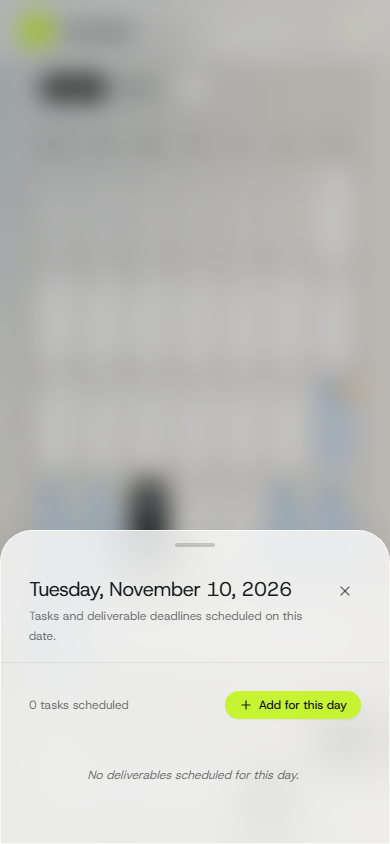 Tuesday, November 10, 2026
Tasks and deliverable deadlines scheduled on this
date.
0 tasks scheduled
Add for this day
No deliverables scheduled for this day.